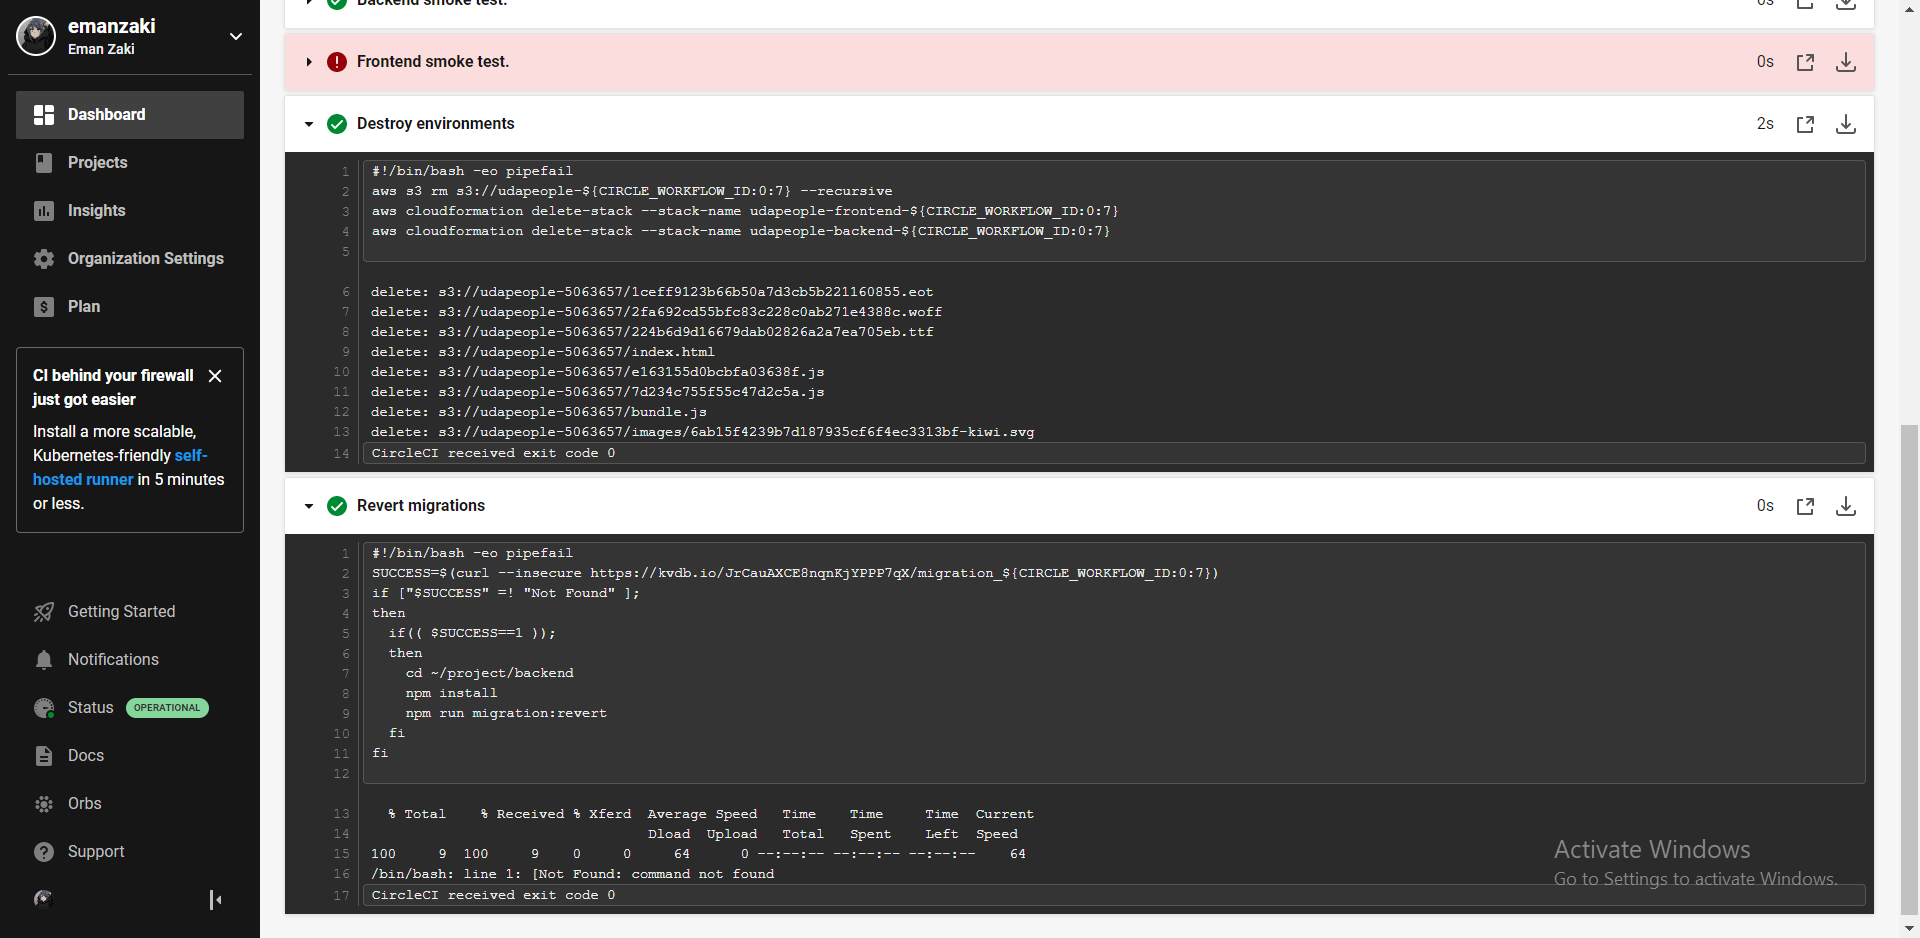 emanzaki
Eman Zaki
Dashboard
Projects
Insights
Organization Settings
Plan
CI behind your firewall
just got easier
Install a more scalable,
Kubernetes-friendly self-
hosted runner in 5 minutes
or less.
Getting Started
Notifications
Status OPERATIONAL
Docs
Orbs
Support
Backend smoke test. 0s
Frontend smoke test. 0s
Destroy environments 2s
1 #!/bin/bash -eo pipefail
2 aws s3 rm s3://udapeople-${CIRCLE_WORKFLOW_ID:0:7} --recursive
3 aws cloudformation delete-stack --stack-name udapeople-frontend-${CIRCLE_WORKFLOW_ID:0:7}
4 aws cloudformation delete-stack --stack-name udapeople-backend-${CIRCLE_WORKFLOW_ID:0:7}
5
6 delete: s3://udapeople-5063657/1ceff9123b66b50a7d3cb5b221160855.eot
7 delete: s3://udapeople-5063657/2fa692cd55bfc83c228c0ab271e4388c.woff
8 delete: s3://udapeople-5063657/224b6d9d16679dab02826a2a7ea705eb.ttf
9 delete: s3://udapeople-5063657/index.html
10 delete: s3://udapeople-5063657/e163155d0bcbfa03638f.js
11 delete: s3://udapeople-5063657/7d234c755f55c47d2c5a.js
12 delete: s3://udapeople-5063657/bundle.js
13 delete: s3://udapeople-5063657/images/6ab15f4239b7d187935cf6f4ec3313bf-kiwi.svg
14 CircleCI received exit code 0
Revert migrations 0s
1 #!/bin/bash -eo pipefail
2 SUCCESS=$(curl --insecure https://kvdb.io/JrCauAXCE8nqnKjYPPP7qX/migration_${CIRCLE_WORKFLOW_ID:0:7})
3 if ["$SUCCESS" =! "Not Found" ];
4 then
5 if(( $SUCCESS==1 ));
6 then
7 cd ~/project/backend
8 npm install
9 npm run migration:revert
10 fi
11 fi
12
13 % Total % Received % Xferd Average Speed Time Time Time Current
14 Dload Upload Total Spent Left Speed
15 100 9 100 9 0 0 64 0 --:--:-- --:--:-- --:--:-- 64
16 /bin/bash: line 1: [Not Found: command not found
17 CircleCI received exit code 0
Activate Windows
Go to Settings to activate Windows.